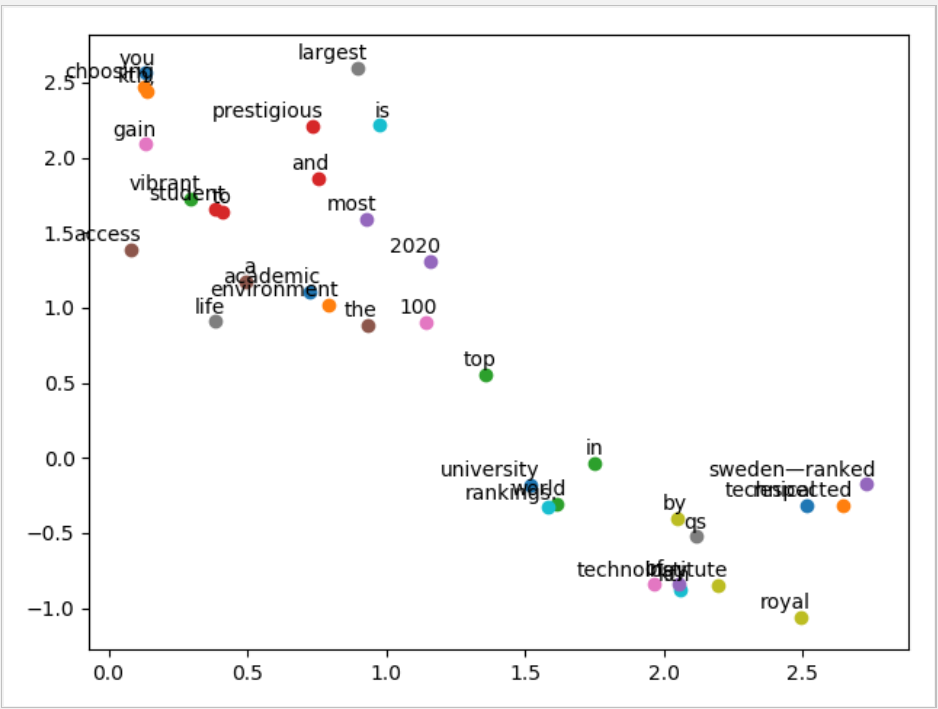 you
largest
choosing
kth,
2.5
prestigious
is
gain
2.0
and
vibrant
student
to
most
1.5
access
2020
a
academic
environment
1.0
life
the
100
top
0.5
in
0.0
university
sweden—ranked
rankings,
world
technical
respected
by
−0.5
qs
technology
institute
−1.0
royal
0.0
0.5
1.0
1.5
2.0
2.5